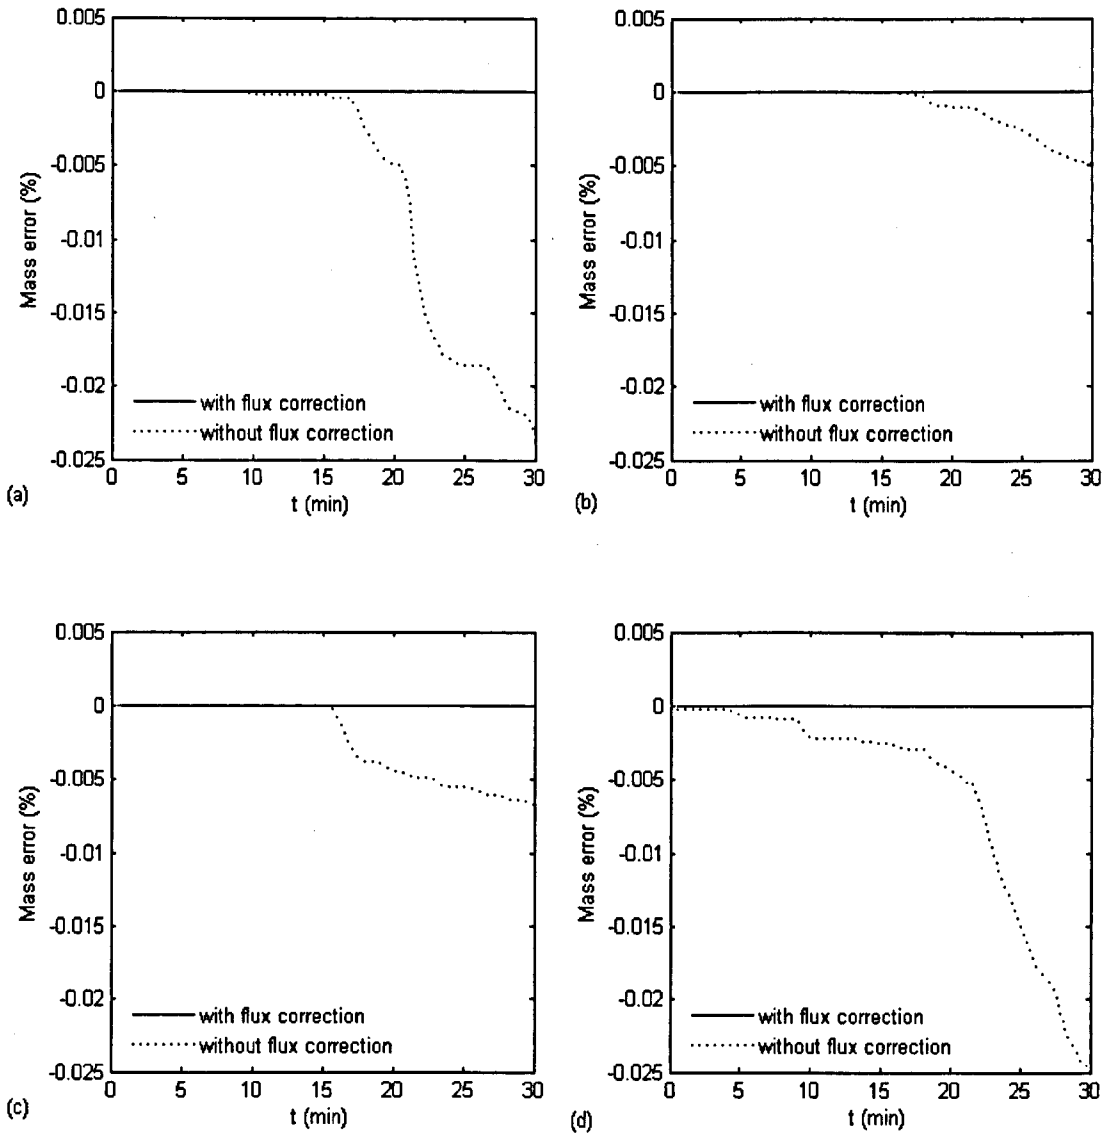 0.005
0
-0.005
-0.01
-0.015
-0.02
-0.025
Mass error (%)
with flux correction
without flux correction
0 5 10 15 20 25 30
t (min)
(a)
0.005
0
-0.005
-0.01
-0.015
-0.02
-0.025
Mass error (%)
with flux correction
without flux correction
0 5 10 15 20 25 30
t (min)
(b)
0.005
0
-0.005
-0.01
-0.015
-0.02
-0.025
Mass error (%)
with flux correction
without flux correction
0 5 10 15 20 25 30
t (min)
(c)
0.005
0
-0.005
-0.01
-0.015
-0.02
-0.025
Mass error (%)
with flux correction
without flux correction
0 5 10 15 20 25 30
t (min)
(d)